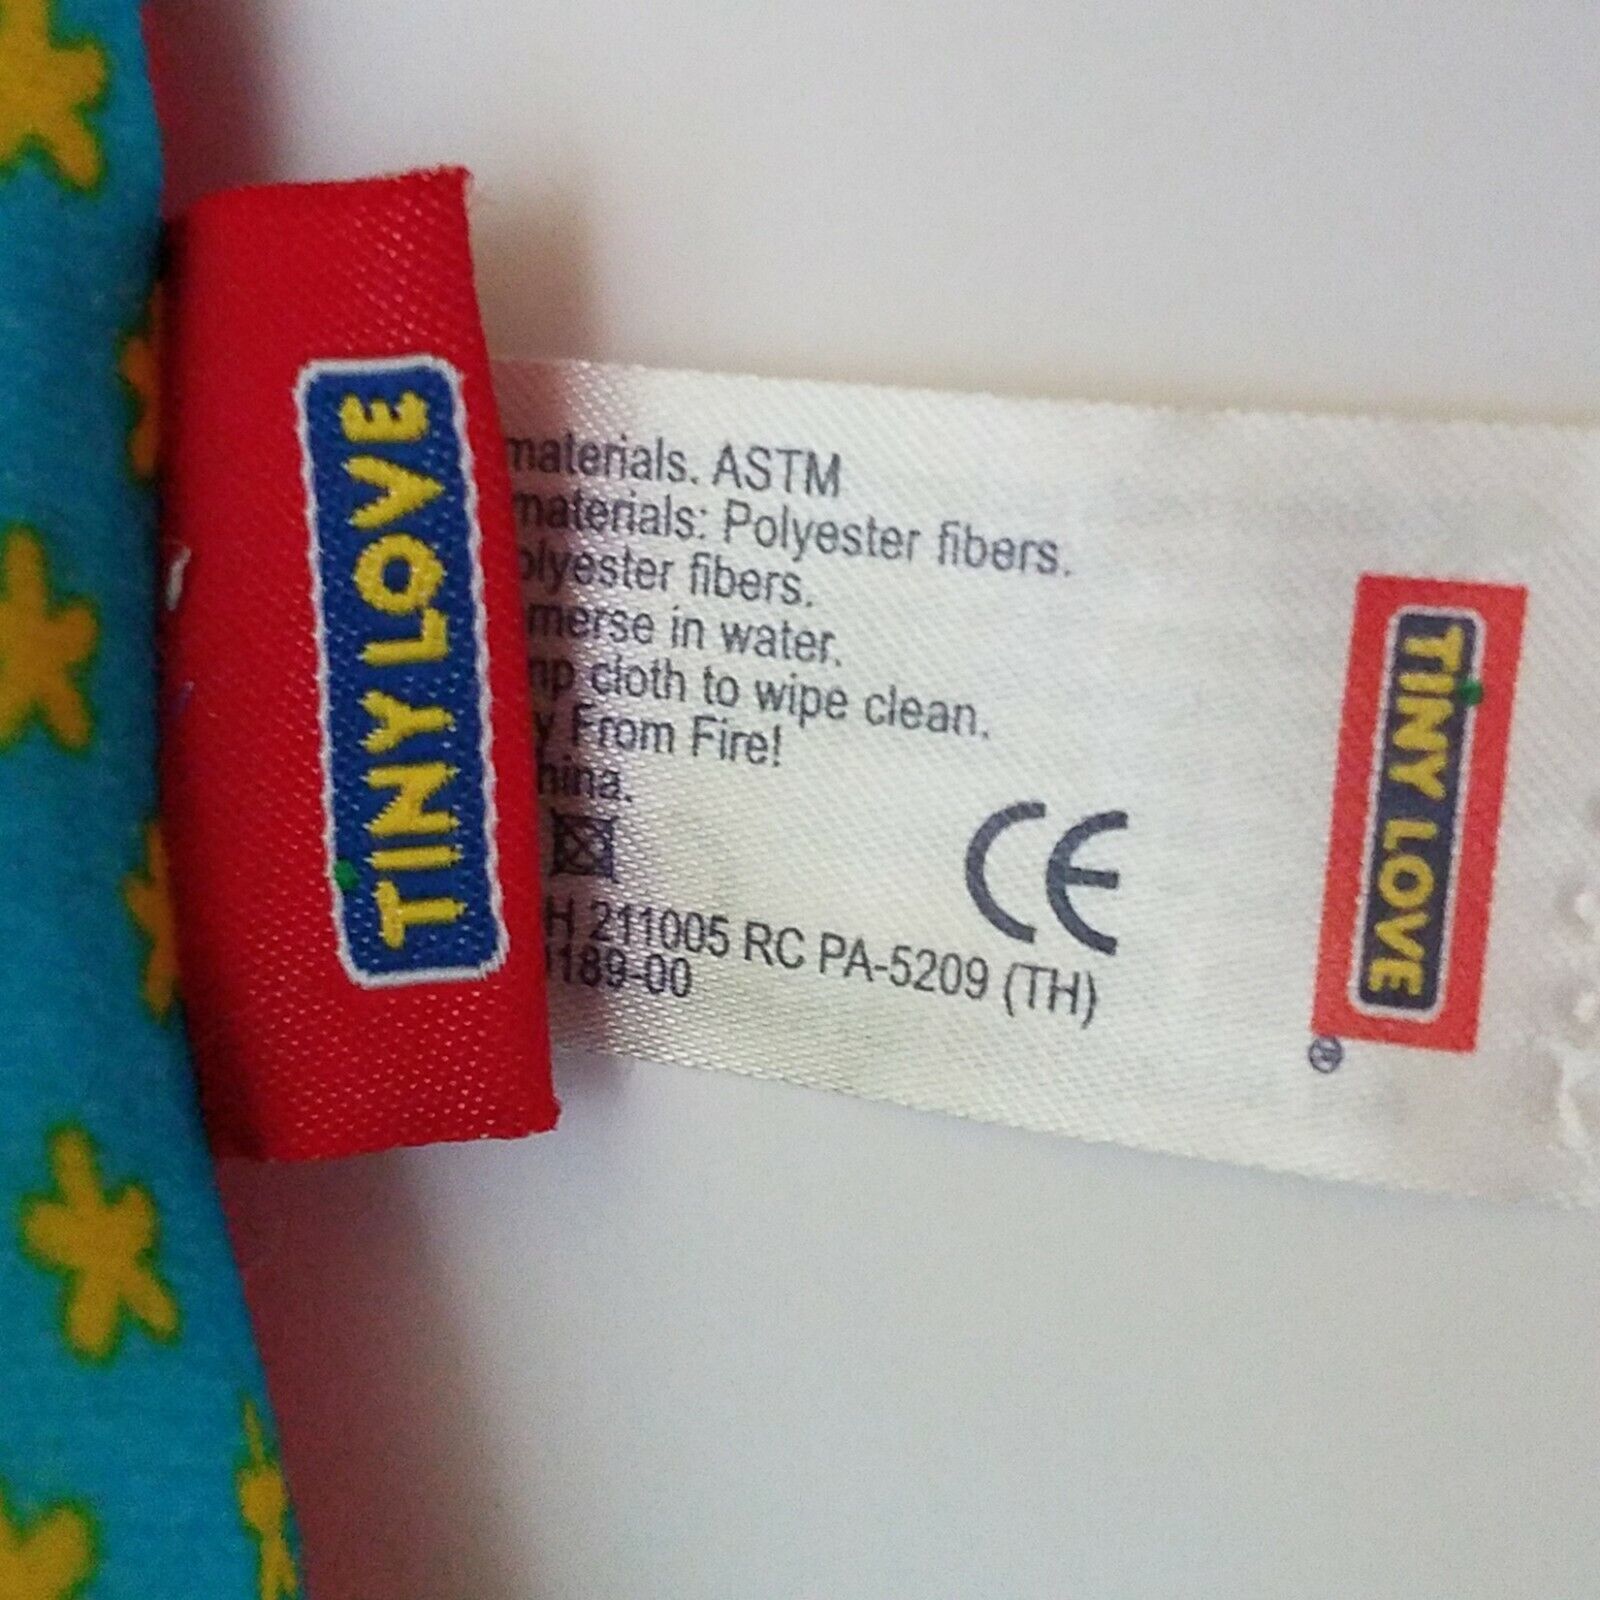 TINY LOVE
materials. ASTM
materials: Polyester fibers.
olyester fibers.
merse in water.
mp cloth to wipe clean.
y From Fire!
hina.
CE
H 211005 RC PA-5209 (TH)
189-00
TINY LOVE
®